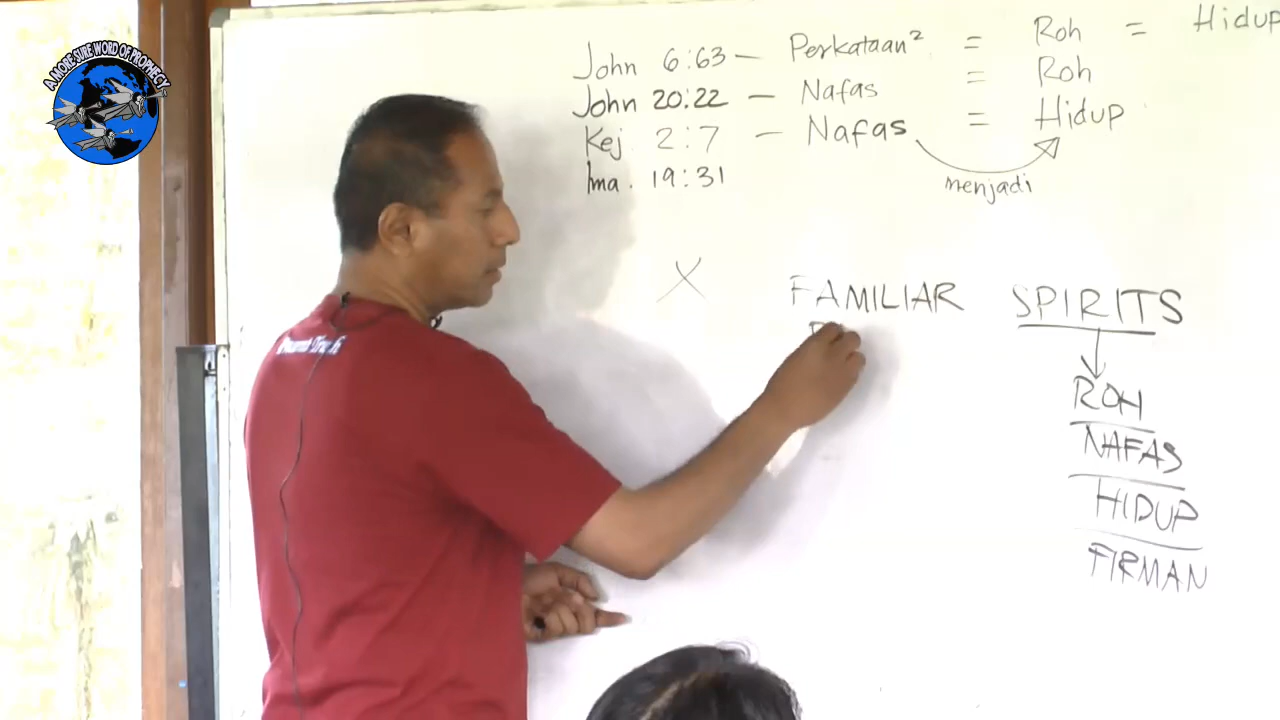 A MORE SURE WORD OF PROPHECY
John 6:63 – Perkataan² = Roh = Hidup
John 20:22 – Nafas = Roh
Kej 2:7 – Nafas = Hidup
menjadi
Ima. 19:31
X FAMILIAR SPIRITS
ROH
NAFAS
HIDUP
FIRMAN